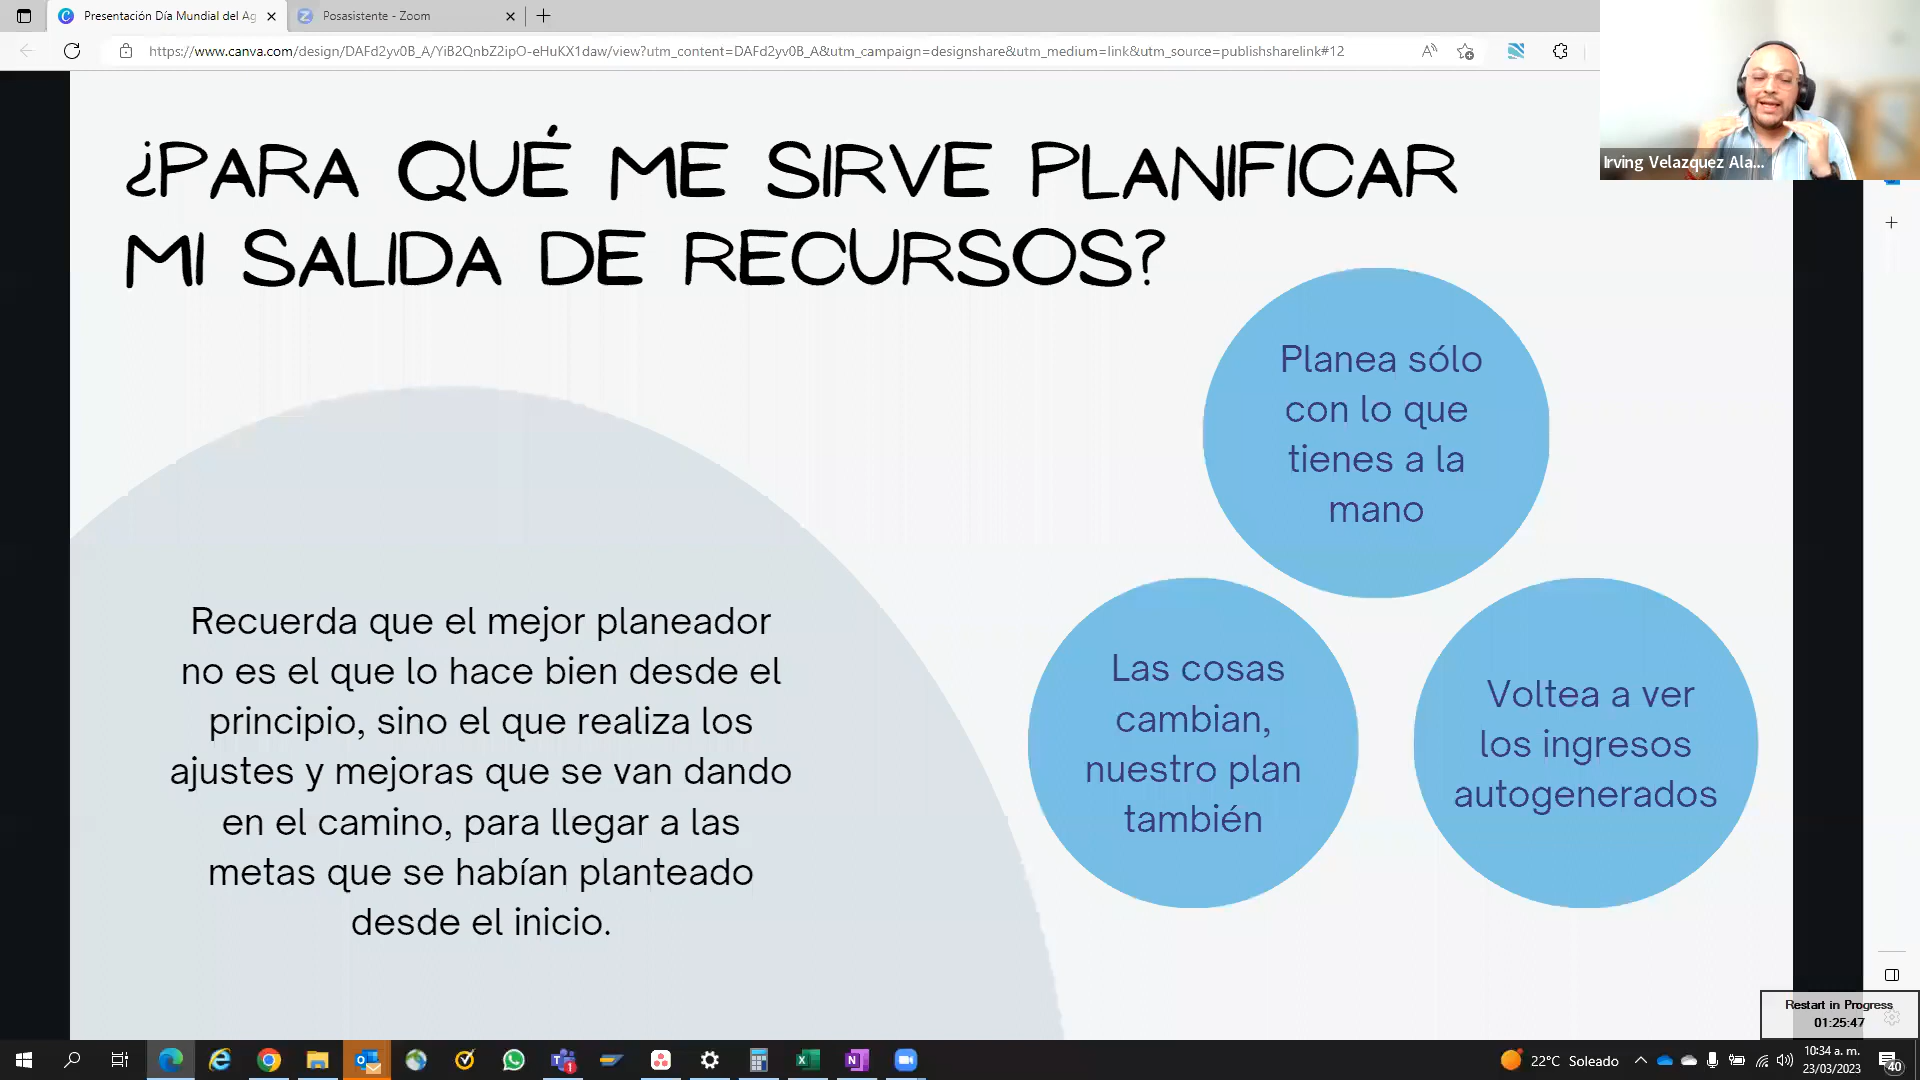 Presentación Día Mundial del Ag
Posasistente - Zoom
https://www.canva.com/design/DAFd2yv0B_A/YiB2QnbZ2ipO-eHuKX1daw/view?utm_content=DAFd2yv0B_A&utm_campaign=designshare&utm_medium=link&utm_source=publishsharelink#12
Irving Velazquez Ala...
¿PARA QUÉ ME SIRVE PLANIFICAR
MI SALIDA DE RECURSOS?
Planea sólo
con lo que
tienes a la
mano
Recuerda que el mejor planeador
no es el que lo hace bien desde el
principio, sino el que realiza los
ajustes y mejoras que se van dando
en el camino, para llegar a las
metas que se habían planteado
desde el inicio.
Las cosas
cambian,
nuestro plan
también
Voltea a ver
los ingresos
autogenerados
Restart in Progress
01:25:47
22°C Soleado
10:34 a. m.
23/03/2023
40
1